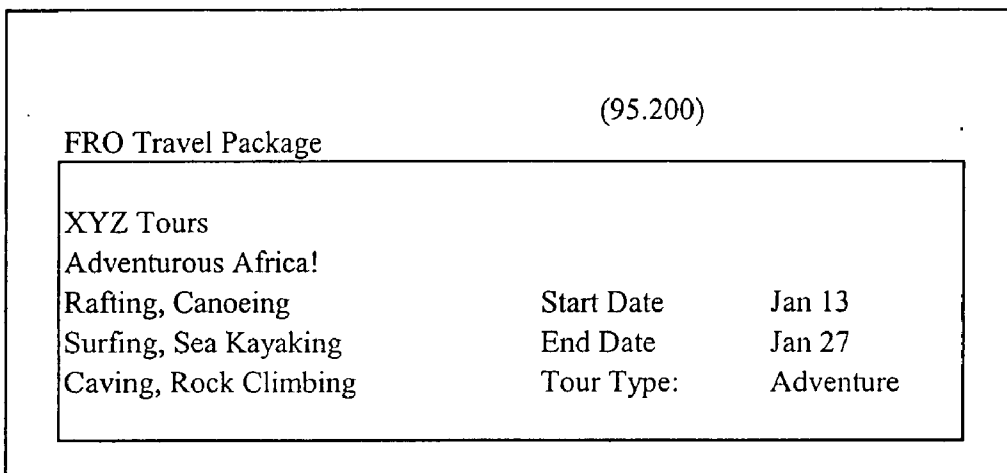 (95.200)
FRO Travel Package
XYZ Tours
Adventurous Africa!
Rafting, Canoeing Start Date Jan 13
Surfing, Sea Kayaking End Date Jan 27
Caving, Rock Climbing Tour Type: Adventure